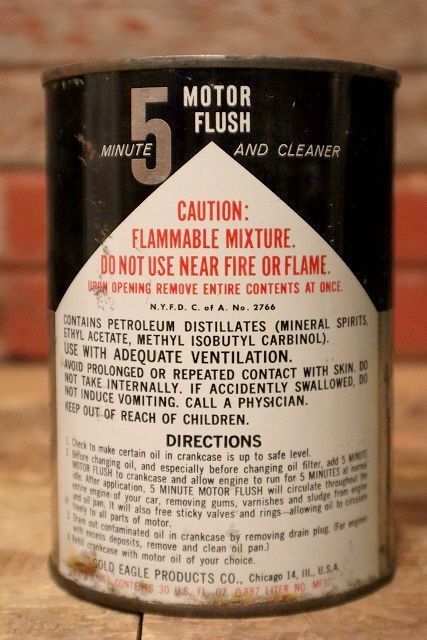 5
MOTOR
FLUSH
MINUTE
AND CLEANER
CAUTION:
FLAMMABLE MIXTURE.
DO NOT USE NEAR FIRE OR FLAME.
UPON OPENING REMOVE ENTIRE CONTENTS AT ONCE.
N.Y.F.D. C. of A. No. 2766
CONTAINS PETROLEUM DISTILLATES (MINERAL SPIRITS,
ETHYL ACETATE, METHYL ISOBUTYL CARBINOL).
USE WITH ADEQUATE VENTILATION.
AVOID PROLONGED OR REPEATED CONTACT WITH SKIN. DO
NOT TAKE INTERNALLY. IF ACCIDENTLY SWALLOWED, DO
NOT INDUCE VOMITING. CALL A PHYSICIAN.
KEEP OUT OF REACH OF CHILDREN.
DIRECTIONS
1. Check to make certain oil in crankcase is up to safe level.
2. Before changing oil, and especially before changing oil filter, add 5 MINUTE
MOTOR FLUSH to crankcase and allow engine to run for 5 MINUTES at normal
idle. After application, 5 MINUTE MOTOR FLUSH will circulate throughout the
entire engine of your car, removing gums, varnishes and sludge from engine
and oil pan. It will also free sticky valves and rings—allowing oil to circulate
freely to all parts of motor.
3. Drain out contaminated oil in crankcase by removing drain plug. (For engines
with excess deposits, remove and clean oil pan.)
4. Refill crankcase with motor oil of your choice.
GOLD EAGLE PRODUCTS CO., Chicago 14, Ill., U.S.A.
CONTENTS 30 U.S. FL. OZ. 0.887 LITER NO.